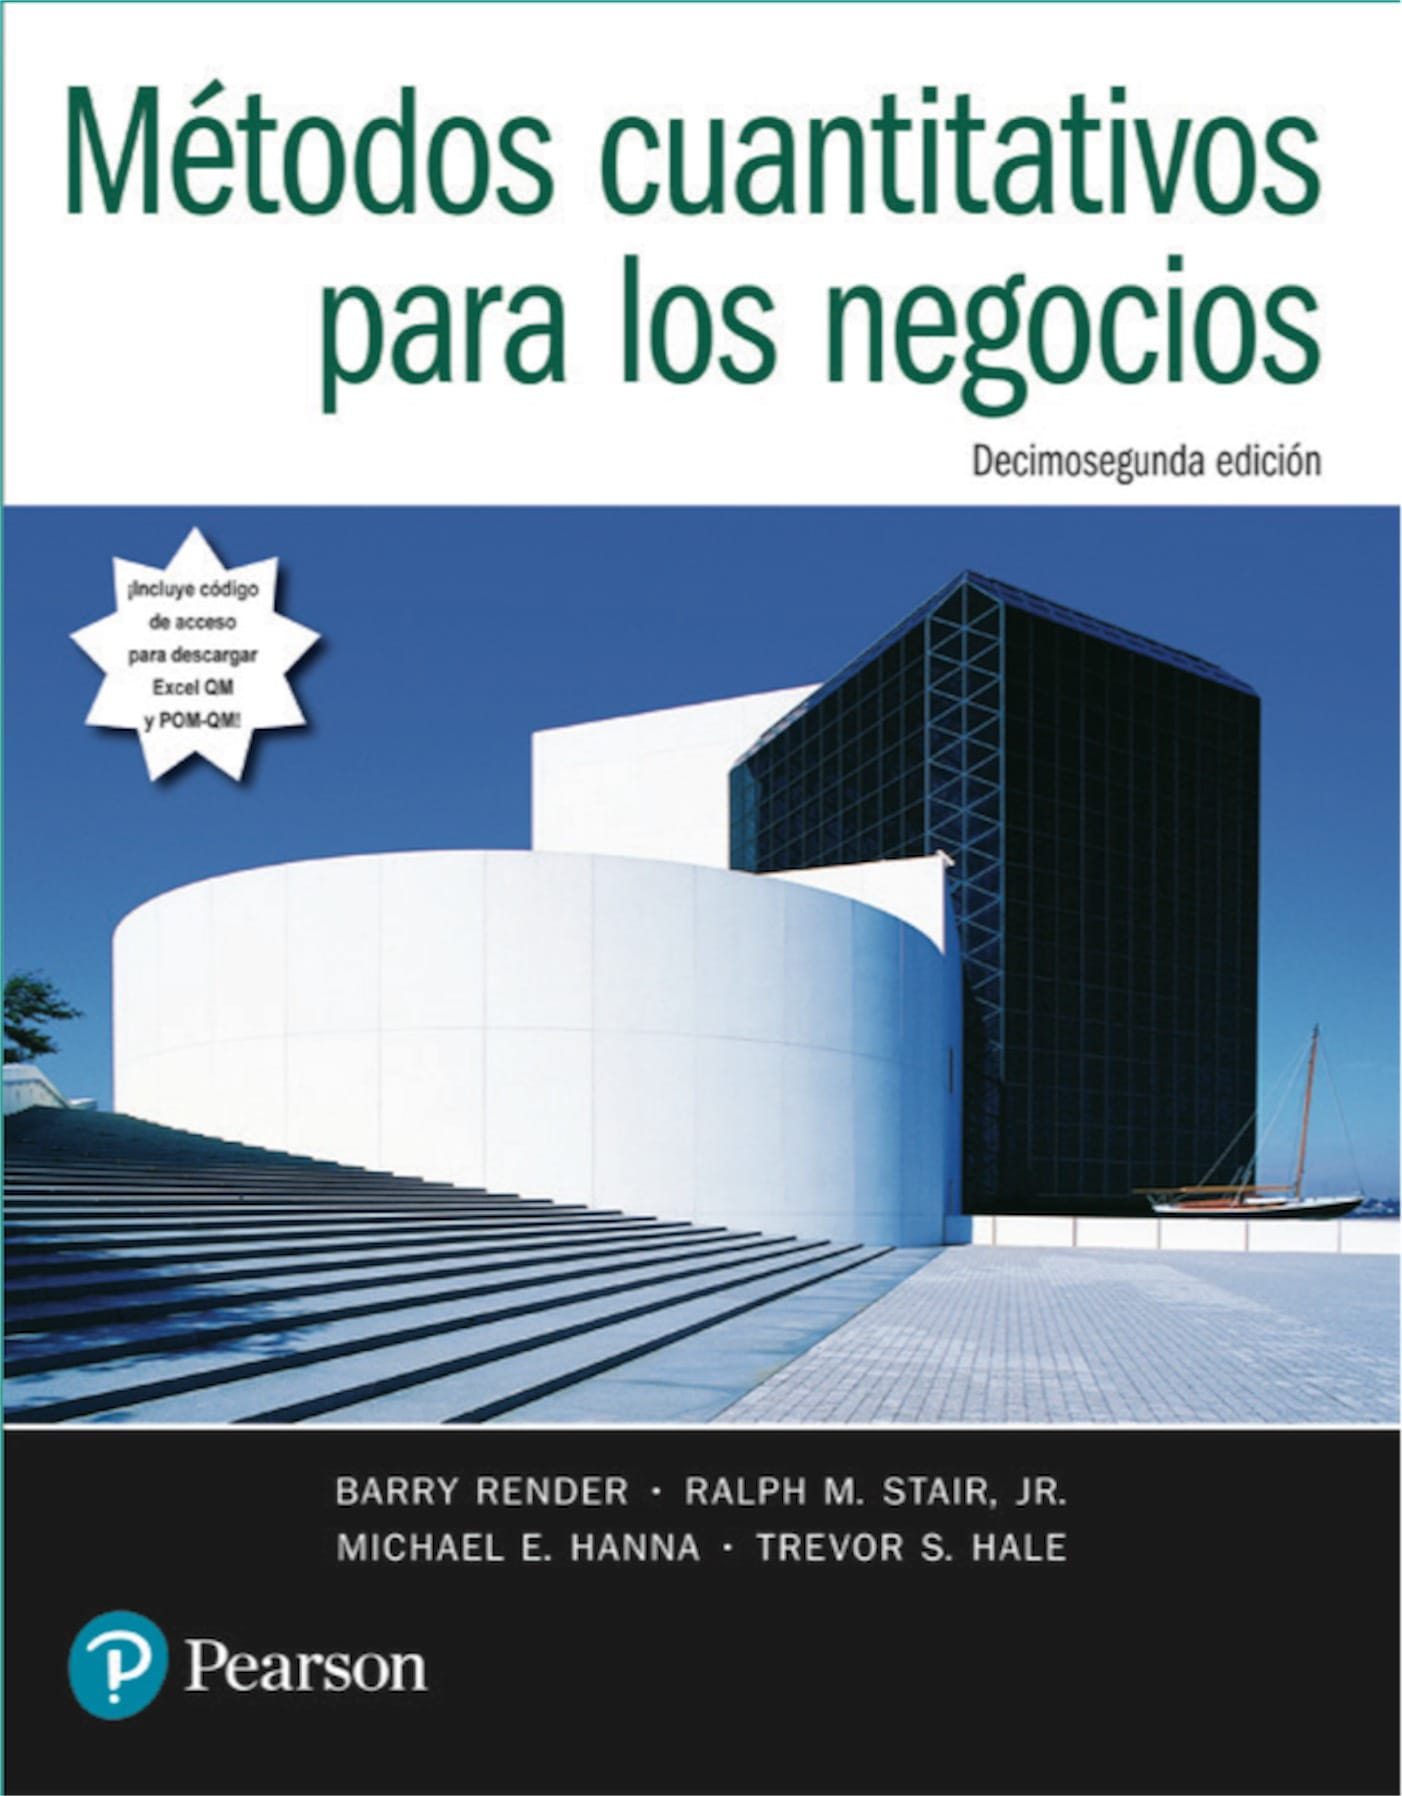 Métodos cuantitativos
para los negocios
Decimosegunda edición
¡Incluye código
de acceso
para descargar
Excel QM
y POM-QM!
BARRY RENDER • RALPH M. STAIR, JR.
MICHAEL E. HANNA • TREVOR S. HALE
Pearson